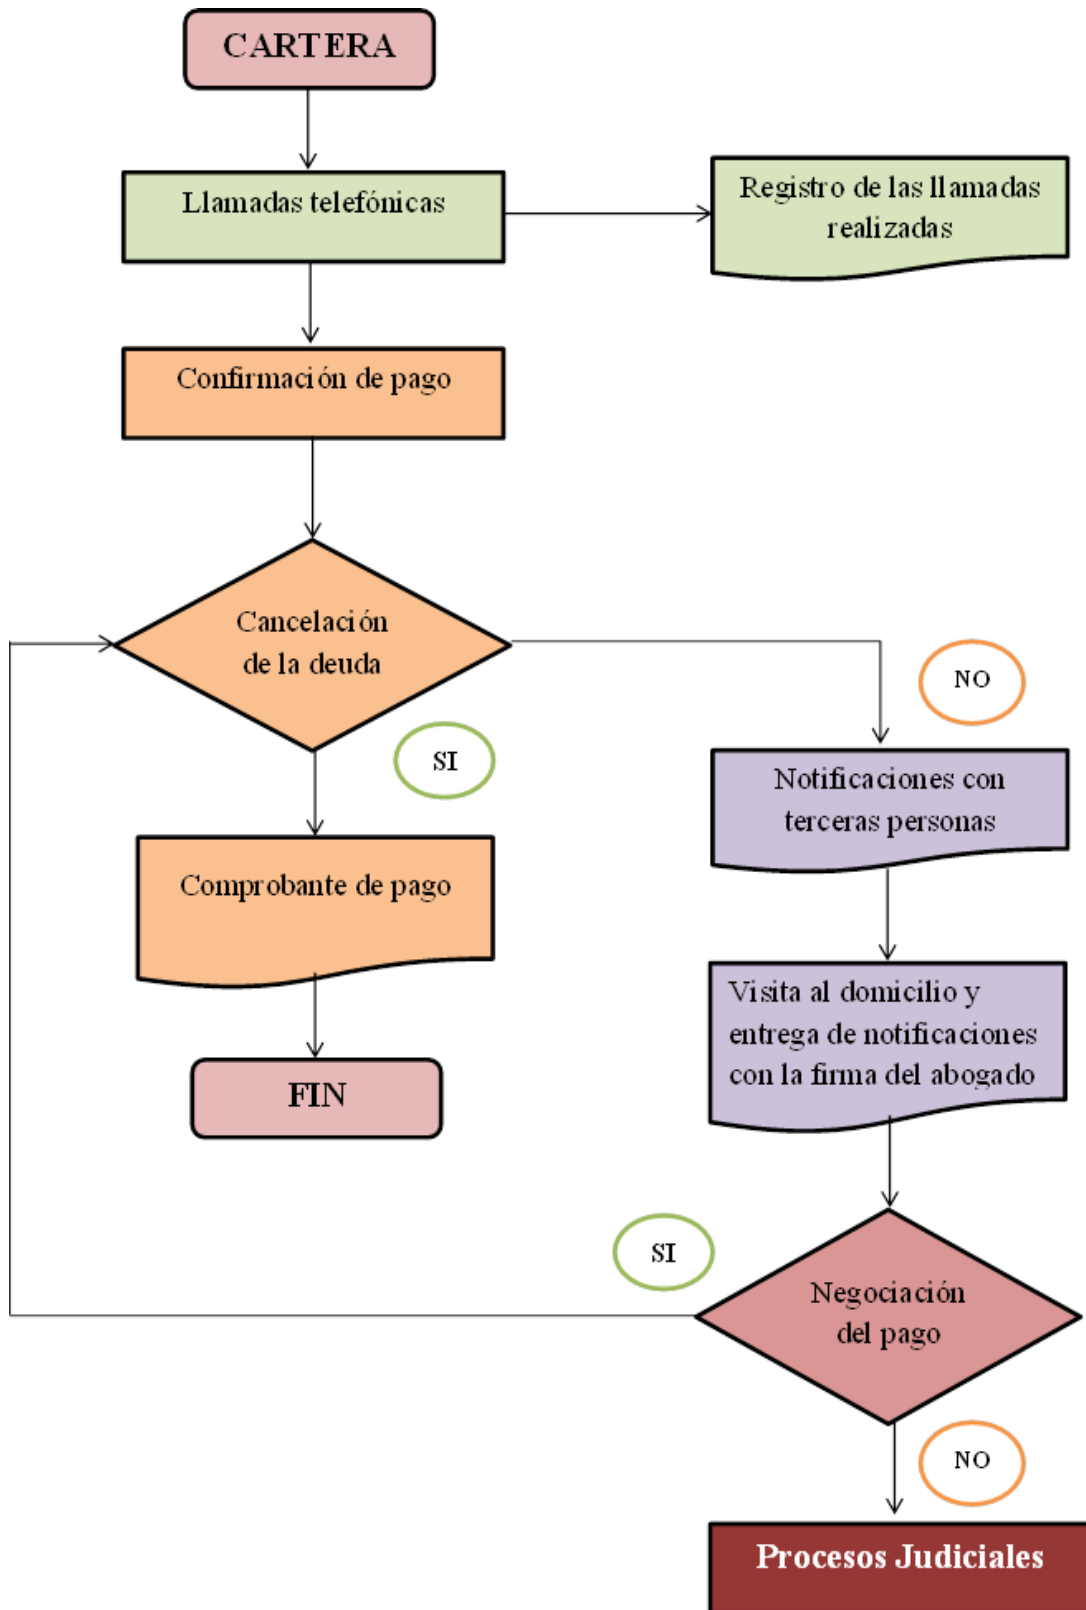 CARTERA
Llamadas telefónicas
Registro de las llamadas
realizadas
Confirmación de pago
Cancelación
de la deuda
NO
SI
Notificaciones con
terceras personas
Comprobante de pago
Visita al domicilio y
entrega de notificaciones
con la firma del abogado
FIN
SI
Negociación
del pago
NO
Procesos Judiciales